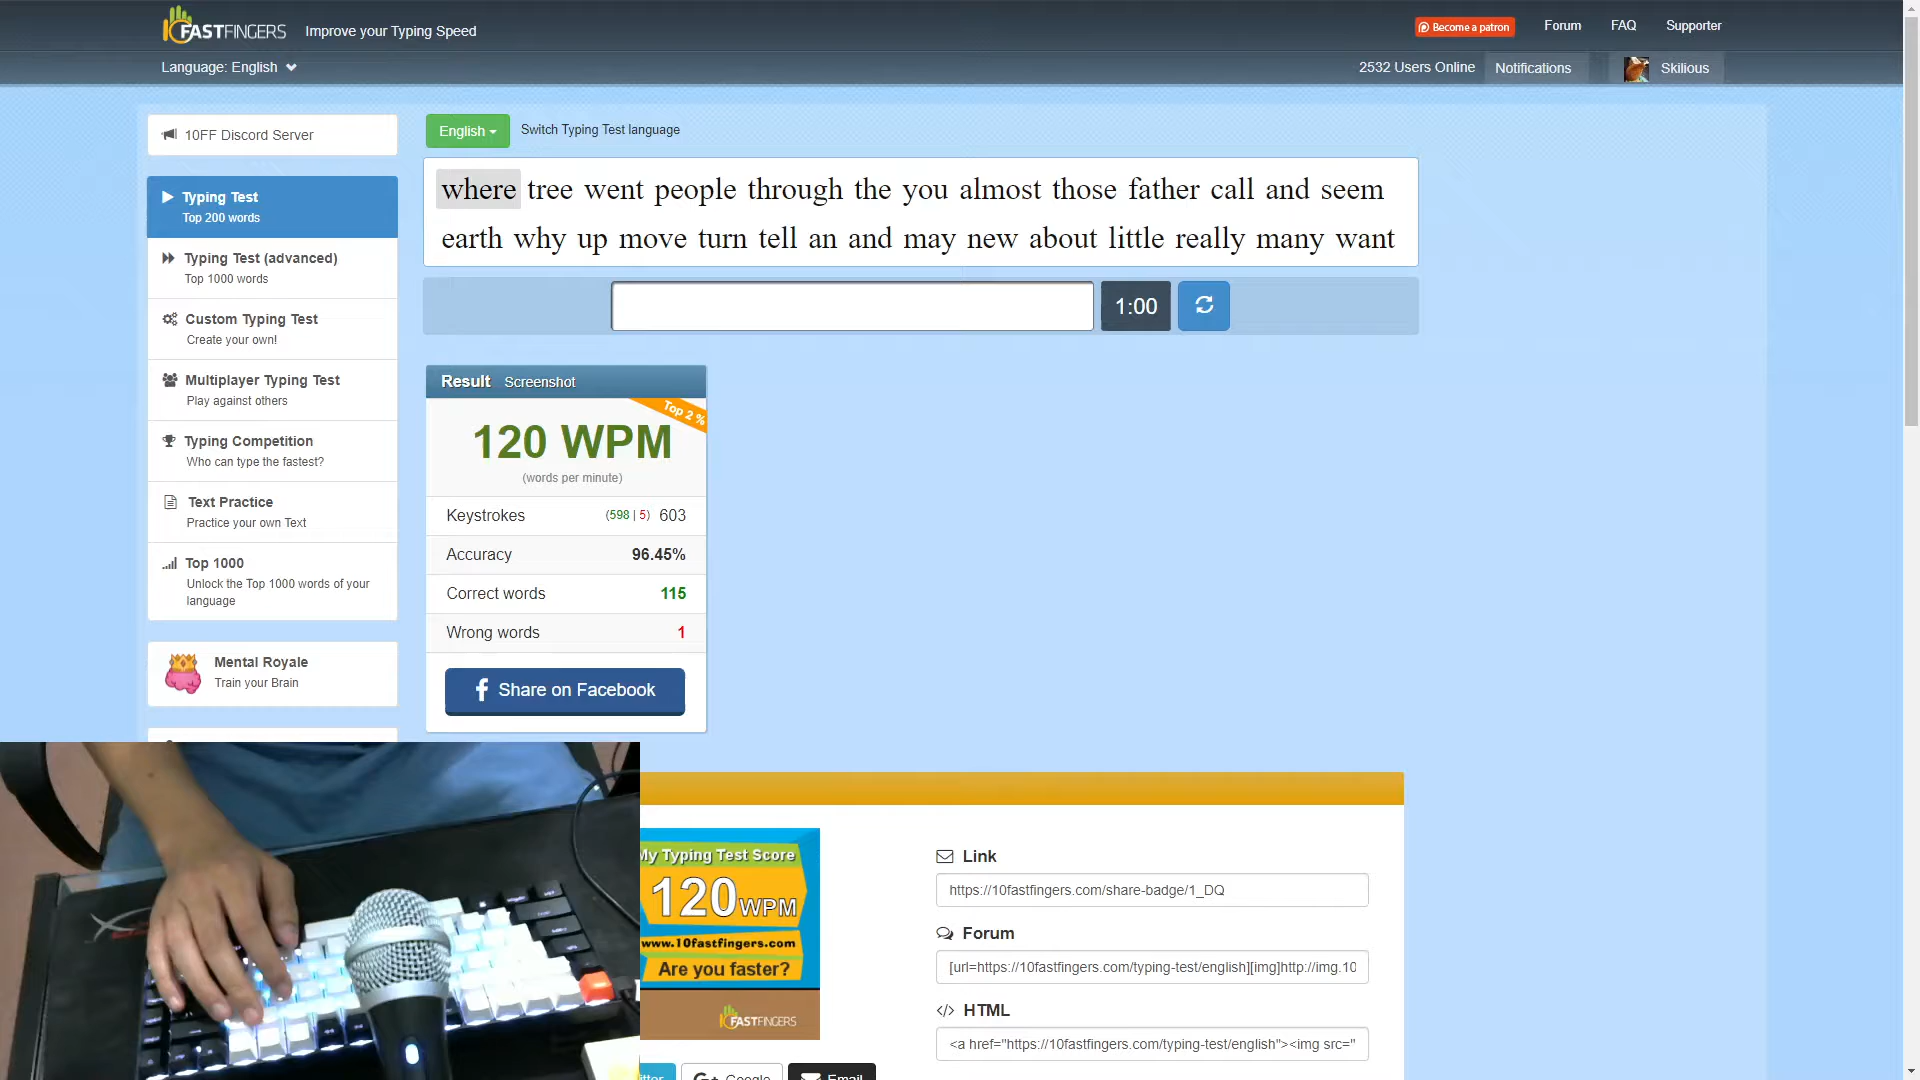 FASTFINGERS
Improve your Typing Speed
Become a patron
Forum
FAQ
Supporter
Language: English
2532 Users Online
Notifications
Skilious
10FF Discord Server
Typing Test
Top 200 words
Typing Test (advanced)
Top 1000 words
Custom Typing Test
Create your own!
Multiplayer Typing Test
Play against others
Typing Competition
Who can type the fastest?
Text Practice
Practice your own Text
Top 1000
Unlock the Top 1000 words of your
language
Mental Royale
Train your Brain
English
Switch Typing Test language
where tree went people through the you almost those father call and seem
earth why up move turn tell an and may new about little really many want
1:00
Result Screenshot
Top 2 %
120 WPM
(words per minute)
Keystrokes (598 | 5) 603
Accuracy 96.45%
Correct words 115
Wrong words 1
Share on Facebook
My Typing Test Score
120 WPM
www.10fastfingers.com
Are you faster?
FASTFINGERS
Link
https://10fastfingers.com/share-badge/1_DQ
Forum
[url=https://10fastfingers.com/typing-test/english][img]http://img.10
HTML
<a href="https://10fastfingers.com/typing-test/english"><img src="
Google
Email